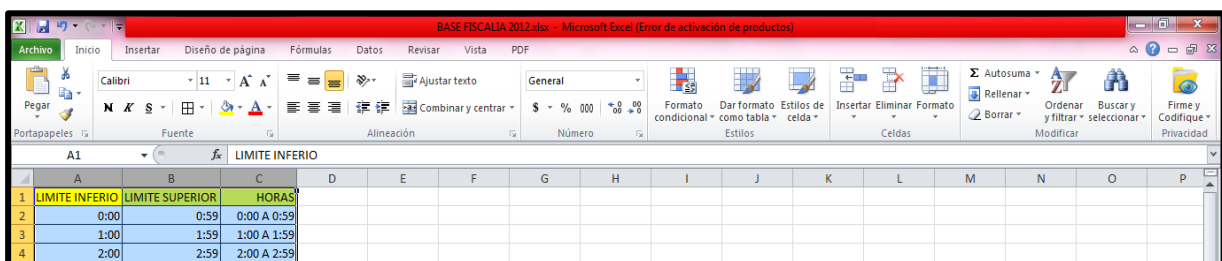 BASE FISCALIA 2012.xlsx - Microsoft Excel (Error de activación de productos)
Archivo Inicio Insertar Diseño de página Fórmulas Datos Revisar Vista PDF
Calibri 11 A A Ajustar texto General Σ Autosuma
Rellenar
Pegar N K S A Combinar y centrar $ % 000 Formato Dar formato Estilos de Insertar Eliminar Formato Ordenar Buscar y Firme y
condicional como tabla celda Borrar y filtrar seleccionar Codifique
Portapapeles Fuente Alineación Número Estilos Celdas Modificar Privacidad
A1 fx LIMITE INFERIO
A B C D E F G H I J K L M N O P
1 LIMITE INFERIO LIMITE SUPERIOR HORAS
2 0:00 0:59 0:00 A 0:59
3 1:00 1:59 1:00 A 1:59
4 2:00 2:59 2:00 A 2:59